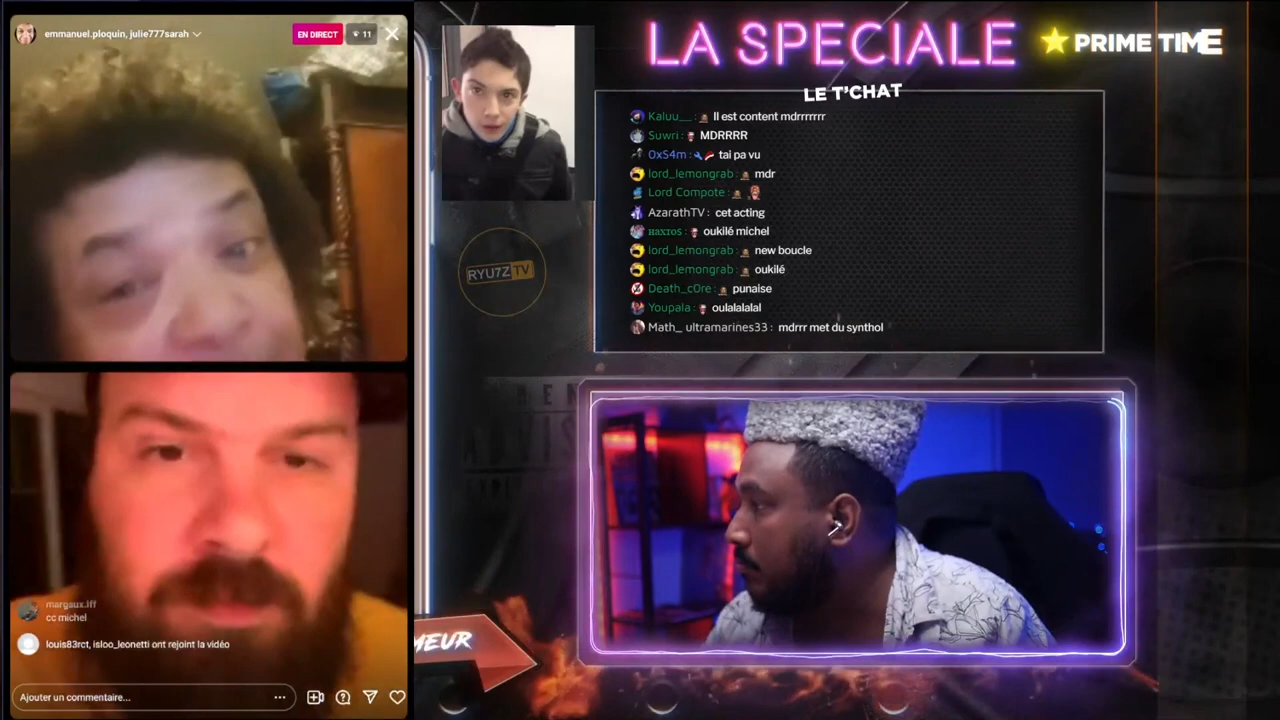 emmanuel.ploquin, julie777sarah
EN DIRECT
11
LA SPECIALE
PRIME TIME
LE T'CHAT
Kaluu__ : Il est content mdrrrrrrr
Suwri : MDRRRR
OxS4m : tai pa vu
lord_lemongrab : mdr
Lord Compote :
AzarathTV : cet acting
ʜᴀxᴛᴏs : oukilé michel
lord_lemongrab : new boucle
lord_lemongrab : oukilé
Death_c0re : punaise
Youpala : oulalalalal
Math_ ultramarines33 : mdrrr met du synthol
RYU7Z TV
margaux.lff
cc michel
louis83rct, isloo_leonetti ont rejoint la vidéo
MEUR
Ajouter un commentaire...